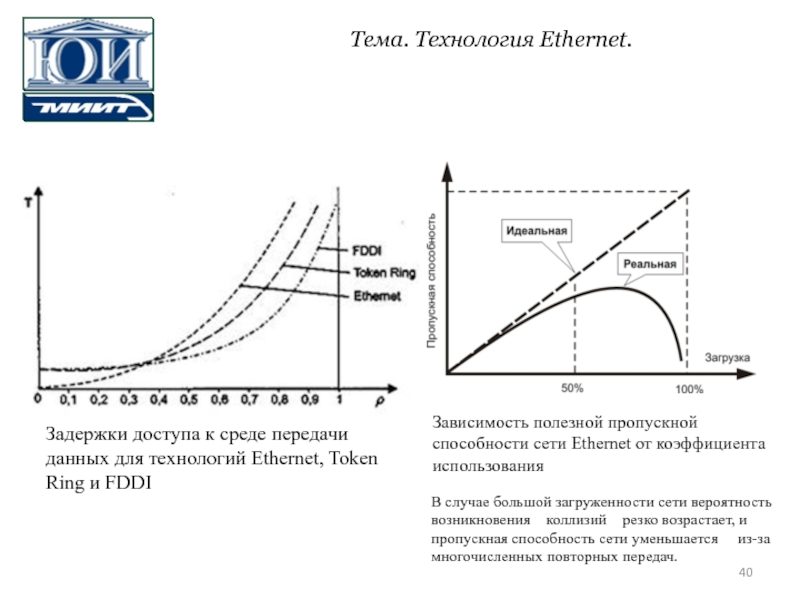 Тема. Технология Ethernet.
ЮИ
МИИТ
T
FDDI
Token Ring
Ethernet
0 0,1 0,2 0,3 0,4 0,5 0,6 0,7 0,8 0,9 1 ρ
Пропускная способность
Идеальная
Реальная
Загрузка
50% 100%
Задержки доступа к среде передачи
данных для технологий Ethernet, Token
Ring и FDDI
Зависимость полезной пропускной
способности сети Ethernet от коэффициента
использования
В случае большой загруженности сети вероятность
возникновения коллизий резко возрастает, и
пропускная способность сети уменьшается из-за
многочисленных повторных передач.
40